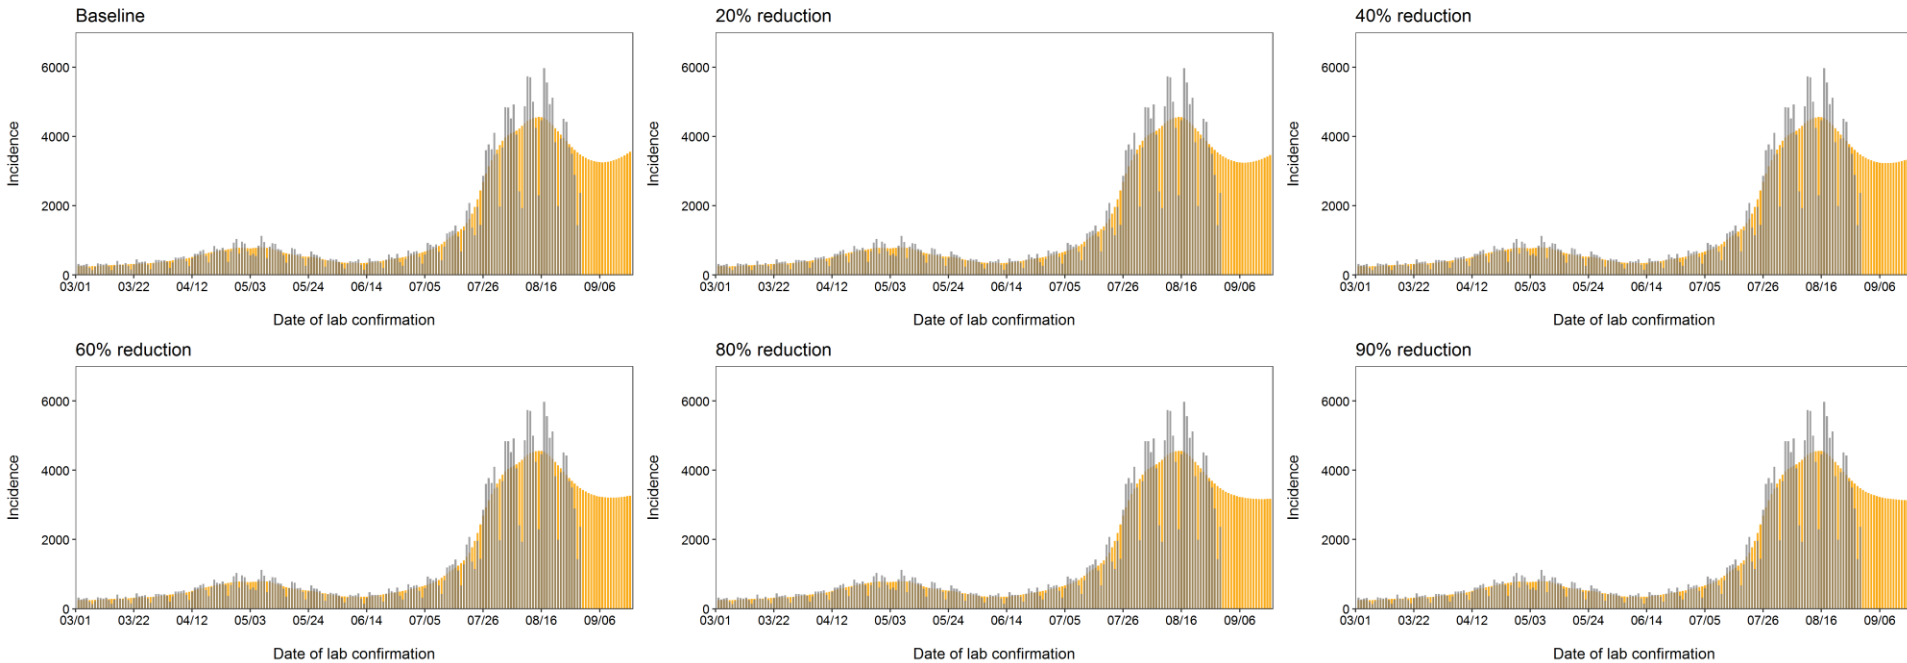 Baseline
20% reduction
40% reduction
Incidence
6000
4000
2000
0
03/01 03/22 04/12 05/03 05/24 06/14 07/05 07/26 08/16 09/06
Date of lab confirmation
Incidence
6000
4000
2000
0
03/01 03/22 04/12 05/03 05/24 06/14 07/05 07/26 08/16 09/06
Date of lab confirmation
Incidence
6000
4000
2000
0
03/01 03/22 04/12 05/03 05/24 06/14 07/05 07/26 08/16 09/06
Date of lab confirmation
60% reduction
80% reduction
90% reduction
Incidence
6000
4000
2000
0
03/01 03/22 04/12 05/03 05/24 06/14 07/05 07/26 08/16 09/06
Date of lab confirmation
Incidence
6000
4000
2000
0
03/01 03/22 04/12 05/03 05/24 06/14 07/05 07/26 08/16 09/06
Date of lab confirmation
Incidence
6000
4000
2000
0
03/01 03/22 04/12 05/03 05/24 06/14 07/05 07/26 08/16 09/06
Date of lab confirmation